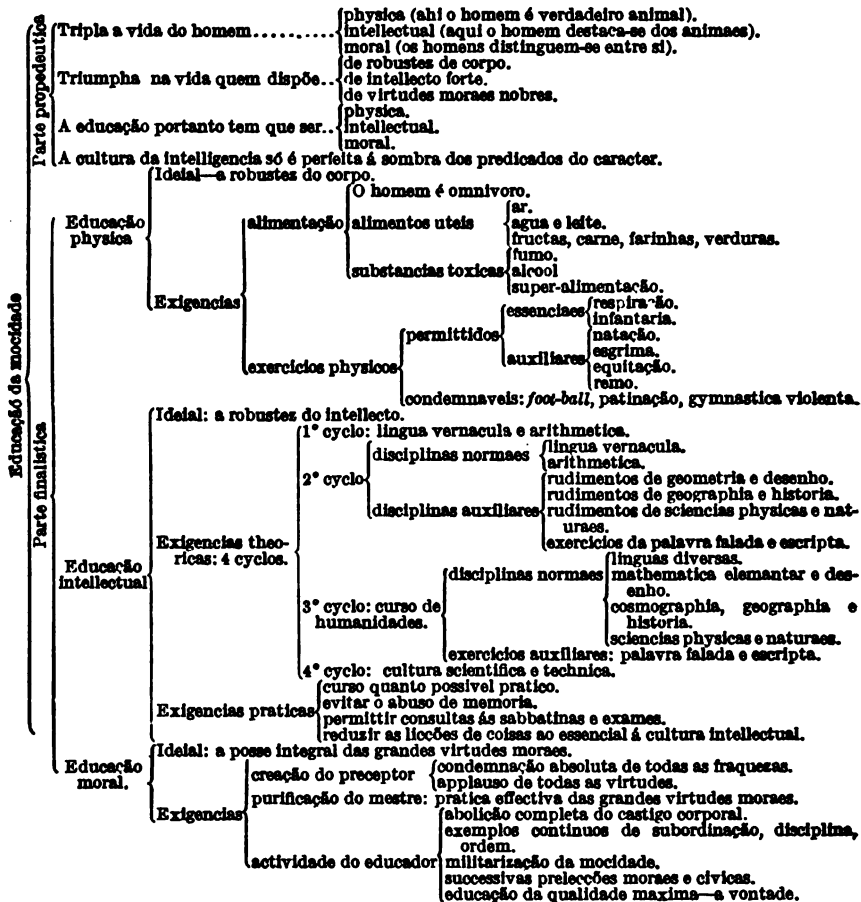 Educação da mocidade
Parte propedeutica
Tripla a vida do homem..........
physica (ahi o homem é verdadeiro animal).
intellectual (aqui o homem destaca-se dos animaes).
moral (os homens distinguem-se entre si).
Triumpha na vida quem dispõe..
de robustes de corpo.
de intellecto forte.
de virtudes moraes nobres.
A educação portanto tem que ser..
physica.
intellectual.
moral.
A cultura da intelligencia só é perfeita á sombra dos predicados do caracter.
Parte finalistica
Educação
physica
Ideial—a robustes do corpo.
Exigencias
alimentação
O homem é omnivoro.
alimentos uteis
ar.
agua e leite.
fructas, carne, farinhas, verduras.
substancias toxicas
fumo.
alcool
super-alimentação.
exercicios physicos
permittidos
essenciaes
respiração.
infantaria.
auxiliares
natação.
esgrima.
equitação.
remo.
condemnaveis: foot-ball, patinação, gymnastica violenta.
Educação
intellectual
Ideial: a robustes do intellecto.
Exigencias theo-
ricas: 4 cyclos.
1º cyclo: lingua vernacula e arithmetica.
2º cyclo
disciplinas normaes
lingua vernacula.
arithmetica.
disciplinas auxiliares
rudimentos de geometria e desenho.
rudimentos de geographia e historia.
rudimentos de sciencias physicas e nat-
uraes.
exercicios da palavra falada e escripta.
3º cyclo: curso de
humanidades.
disciplinas normaes
linguas diversas.
mathematica elemantar e des-
enho.
cosmographia, geographia e
historia.
sciencias physicas e naturaes.
exercicios auxiliares: palavra falada e escripta.
4º cyclo: cultura scientifica e technica.
Exigencias praticas
curso quanto possivel pratico.
evitar o abuso de memoria.
permittir consultas ás sabbatinas e exames.
reduzir as licções de coisas ao essencial á cultura intellectual.
Educação
moral.
Ideial: a posse integral das grandes virtudes moraes.
Exigencias
creação do preceptor
condemnação absoluta de todas as fraquezas.
applauso de todas as virtudes.
purificação do mestre: pratica effectiva das grandes virtudes moraes.
actividade do educador
abolição completa do castigo corporal.
exemplos continuos de subordinação, disciplina,
ordem.
militarização da mocidade.
successivas prelecções moraes e civicas.
educação da qualidade maxima—a vontade.